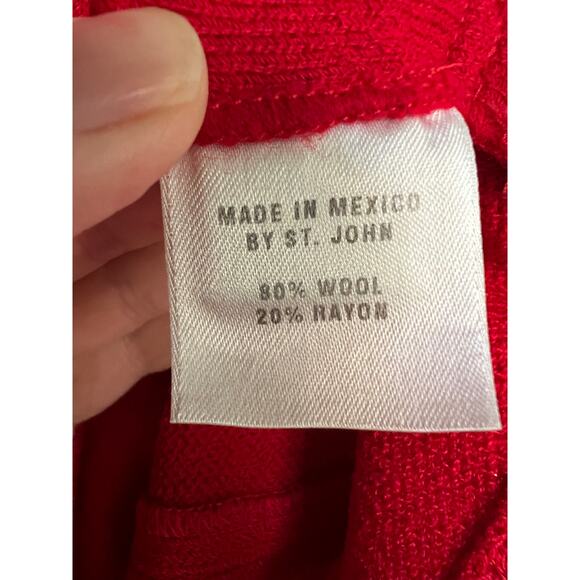 MADE IN MEXICO
BY ST. JOHN
80% WOOL
20% RAYON